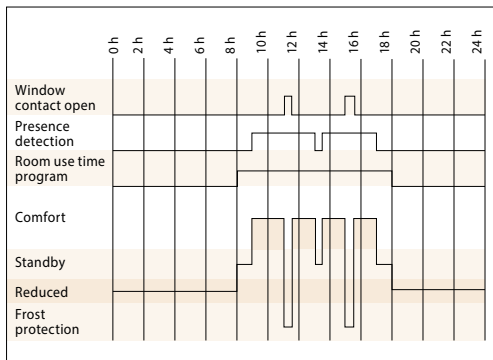 0 h
2 h
4 h
6 h
8 h
10 h
12 h
14 h
16 h
18 h
20 h
22 h
24 h
Window
contact open
Presence
detection
Room use time
program
Comfort
Standby
Reduced
Frost
protection